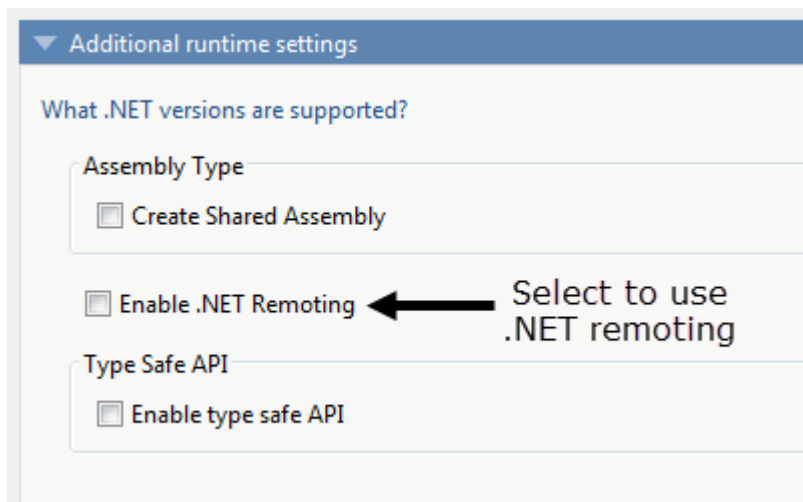 Additional runtime settings
What .NET versions are supported?
Assembly Type
Create Shared Assembly
Enable .NET Remoting
Select to use
.NET remoting
Type Safe API
Enable type safe API